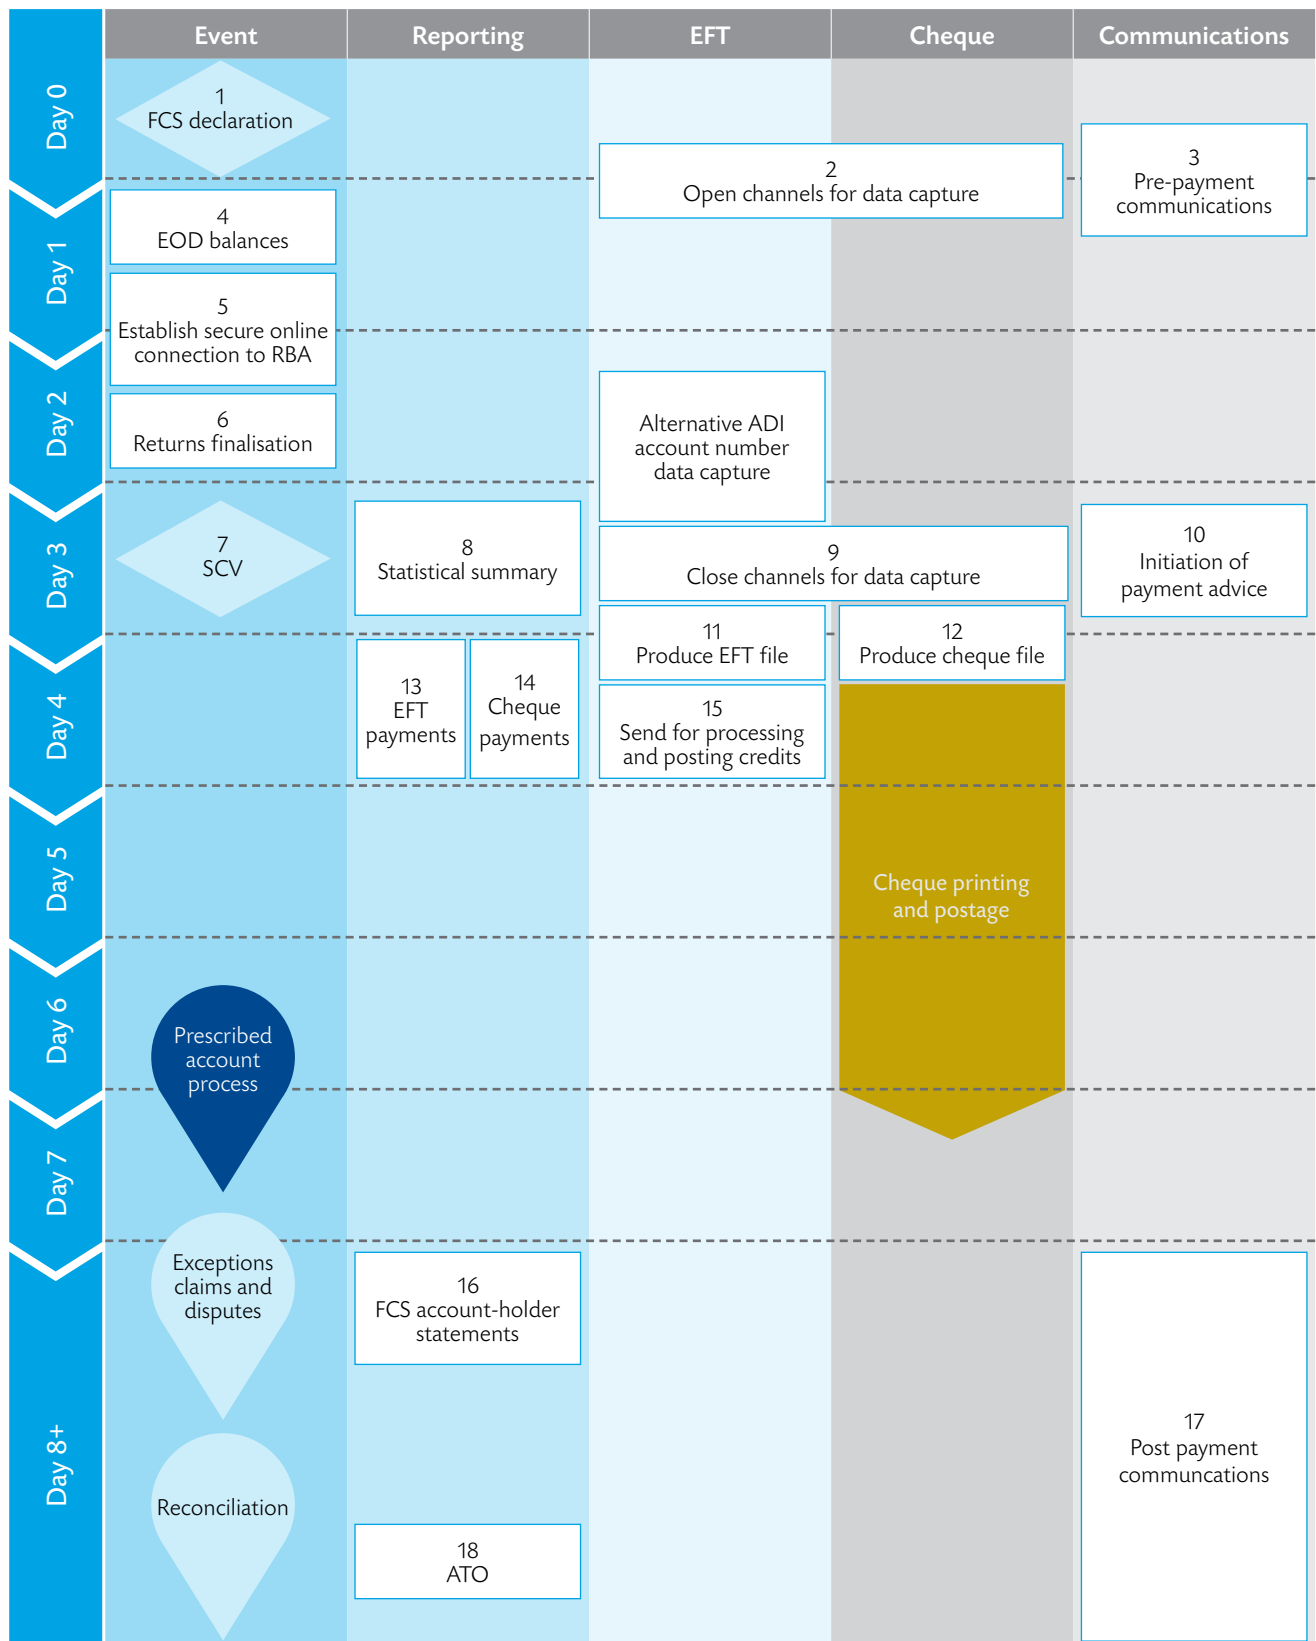 Event
Reporting
EFT
Cheque
Communications
Day 0
1
FCS declaration
2
Open channels for data capture
3
Pre-payment
communications
Day 1
4
EOD balances
5
Establish secure online
connection to RBA
Day 2
6
Returns finalisation
Alternative ADI
account number
data capture
Day 3
7
SCV
8
Statistical summary
9
Close channels for data capture
10
Initiation of
payment advice
11
Produce EFT file
12
Produce cheque file
Day 4
13
EFT
payments
14
Cheque
payments
15
Send for processing
and posting credits
Day 5
Cheque printing
and postage
Day 6
Prescribed
account
process
Day 7
Day 8+
Exceptions
claims and
disputes
16
FCS account-holder
statements
17
Post payment
communcations
Reconciliation
18
ATO